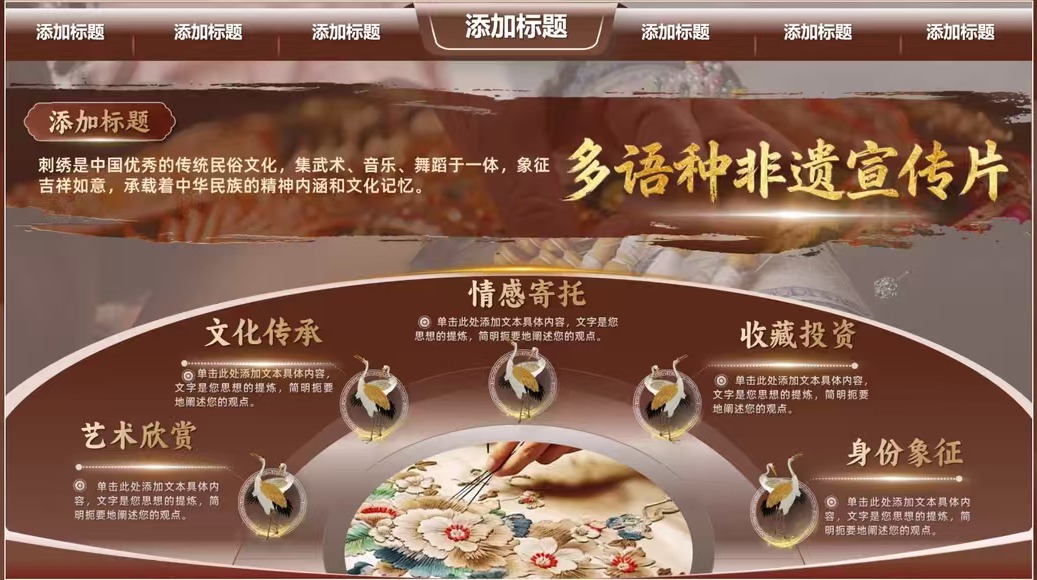 添加标题
添加标题
添加标题
添加标题
添加标题
添加标题
添加标题
添加标题
刺绣是中国优秀的传统民俗文化，集武术、音乐、舞蹈于一体，象征
吉祥如意，承载着中华民族的精神内涵和文化记忆。
多语种非遗宣传片
情感寄托
单击此处添加文本具体内容，文字是您
思想的提炼，简明扼要地阐述您的观点。
文化传承
单击此处添加文本具体内容，
文字是您思想的提炼，简明扼要
地阐述您的观点。
收藏投资
单击此处添加文本具体内容，
文字是您思想的提炼，简明扼要
地阐述您的观点。
艺术欣赏
单击此处添加文本具体内
容，文字是您思想的提炼，简
明扼要地阐述您的观点。
身份象征
单击此处添加文本具体内
容，文字是您思想的提炼，简
明扼要地阐述您的观点。